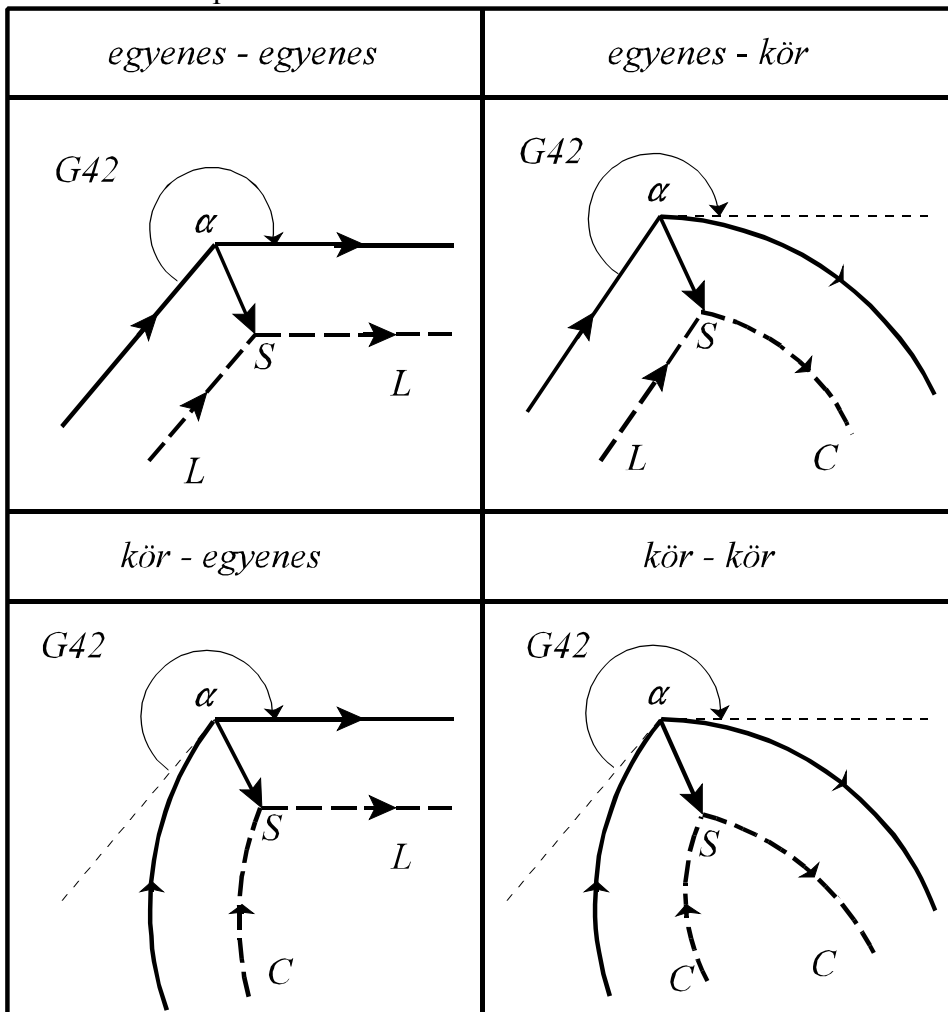 egyenes - egyenes
egyenes - kör
G42
α
S
L
L
G42
α
S
L
C
kör - egyenes
kör - kör
G42
α
S
L
C
G42
α
S
C
C